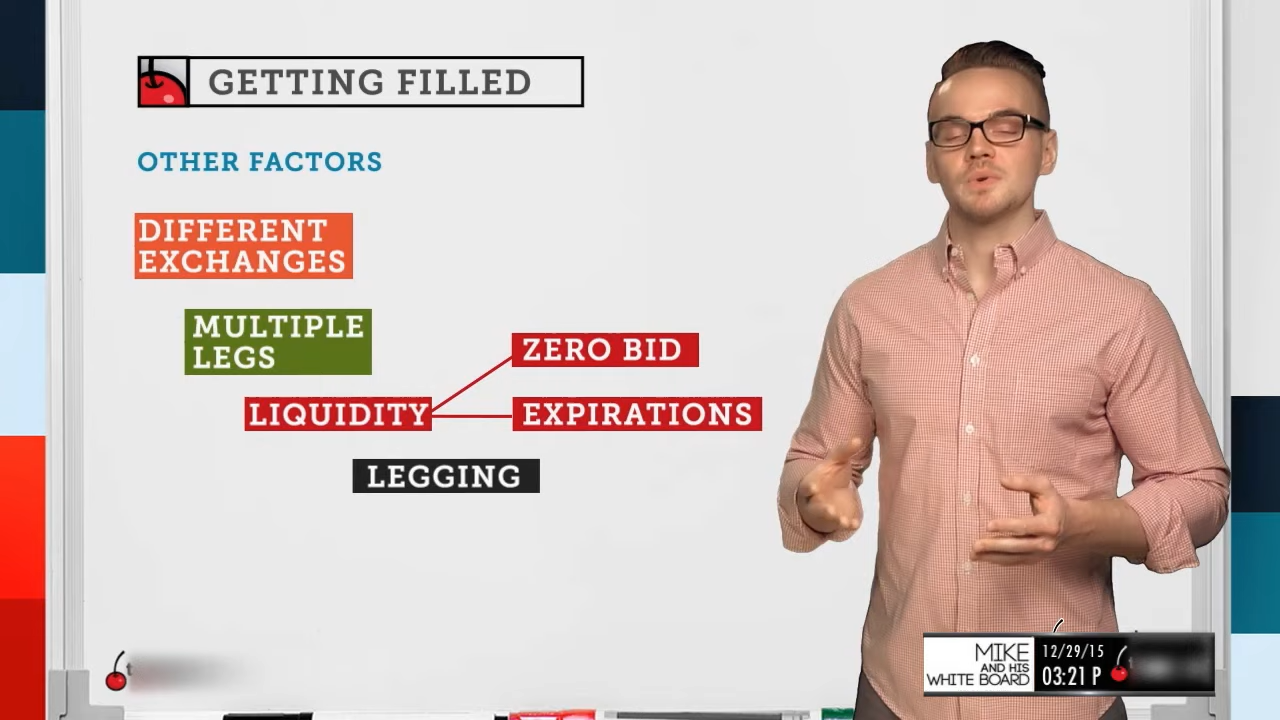 GETTING FILLED
OTHER FACTORS
DIFFERENT
EXCHANGES
MULTIPLE
LEGS
ZERO BID
LIQUIDITY
EXPIRATIONS
LEGGING
MIKE
AND HIS
WHITE BOARD
12/29/15
03:21 P